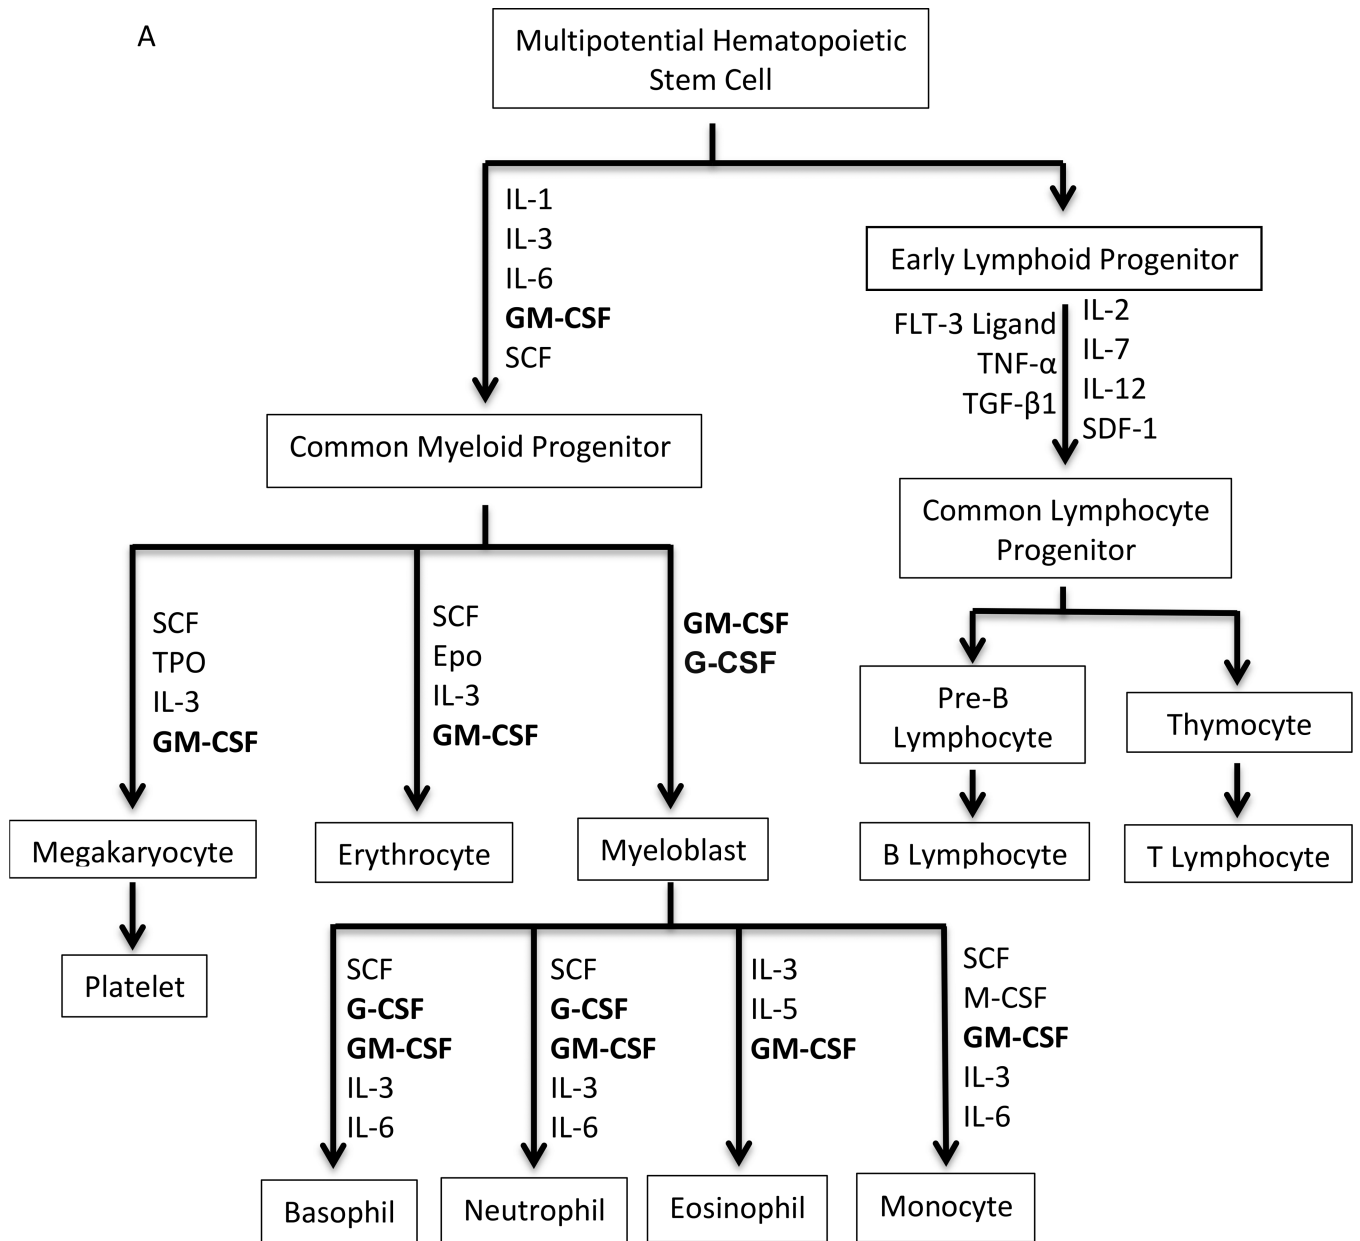 A
Multipotential Hematopoietic
Stem Cell
IL-1
IL-3
IL-6
GM-CSF
SCF
Early Lymphoid Progenitor
FLT-3 Ligand
TNF-α
TGF-β1
IL-2
IL-7
IL-12
SDF-1
Common Myeloid Progenitor
Common Lymphocyte
Progenitor
SCF
TPO
IL-3
GM-CSF
SCF
Epo
IL-3
GM-CSF
GM-CSF
G-CSF
Pre-B
Lymphocyte
Thymocyte
Megakaryocyte
Erythrocyte
Myeloblast
B Lymphocyte
T Lymphocyte
Platelet
SCF
G-CSF
GM-CSF
IL-3
IL-6
SCF
G-CSF
GM-CSF
IL-3
IL-6
IL-3
IL-5
GM-CSF
SCF
M-CSF
GM-CSF
IL-3
IL-6
Basophil
Neutrophil
Eosinophil
Monocyte